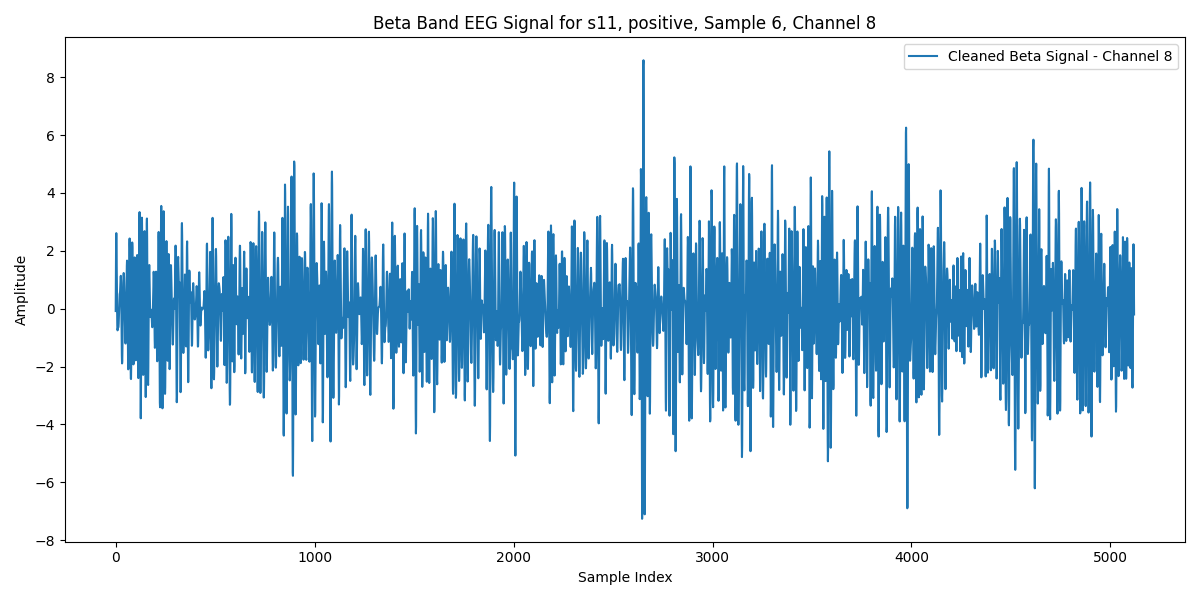 Beta Band EEG Signal for s11, positive, Sample 6, Channel 8
Cleaned Beta Signal - Channel 8
Amplitude
8
6
4
2
0
−2
−4
−6
−8
0 1000 2000 3000 4000 5000
Sample Index